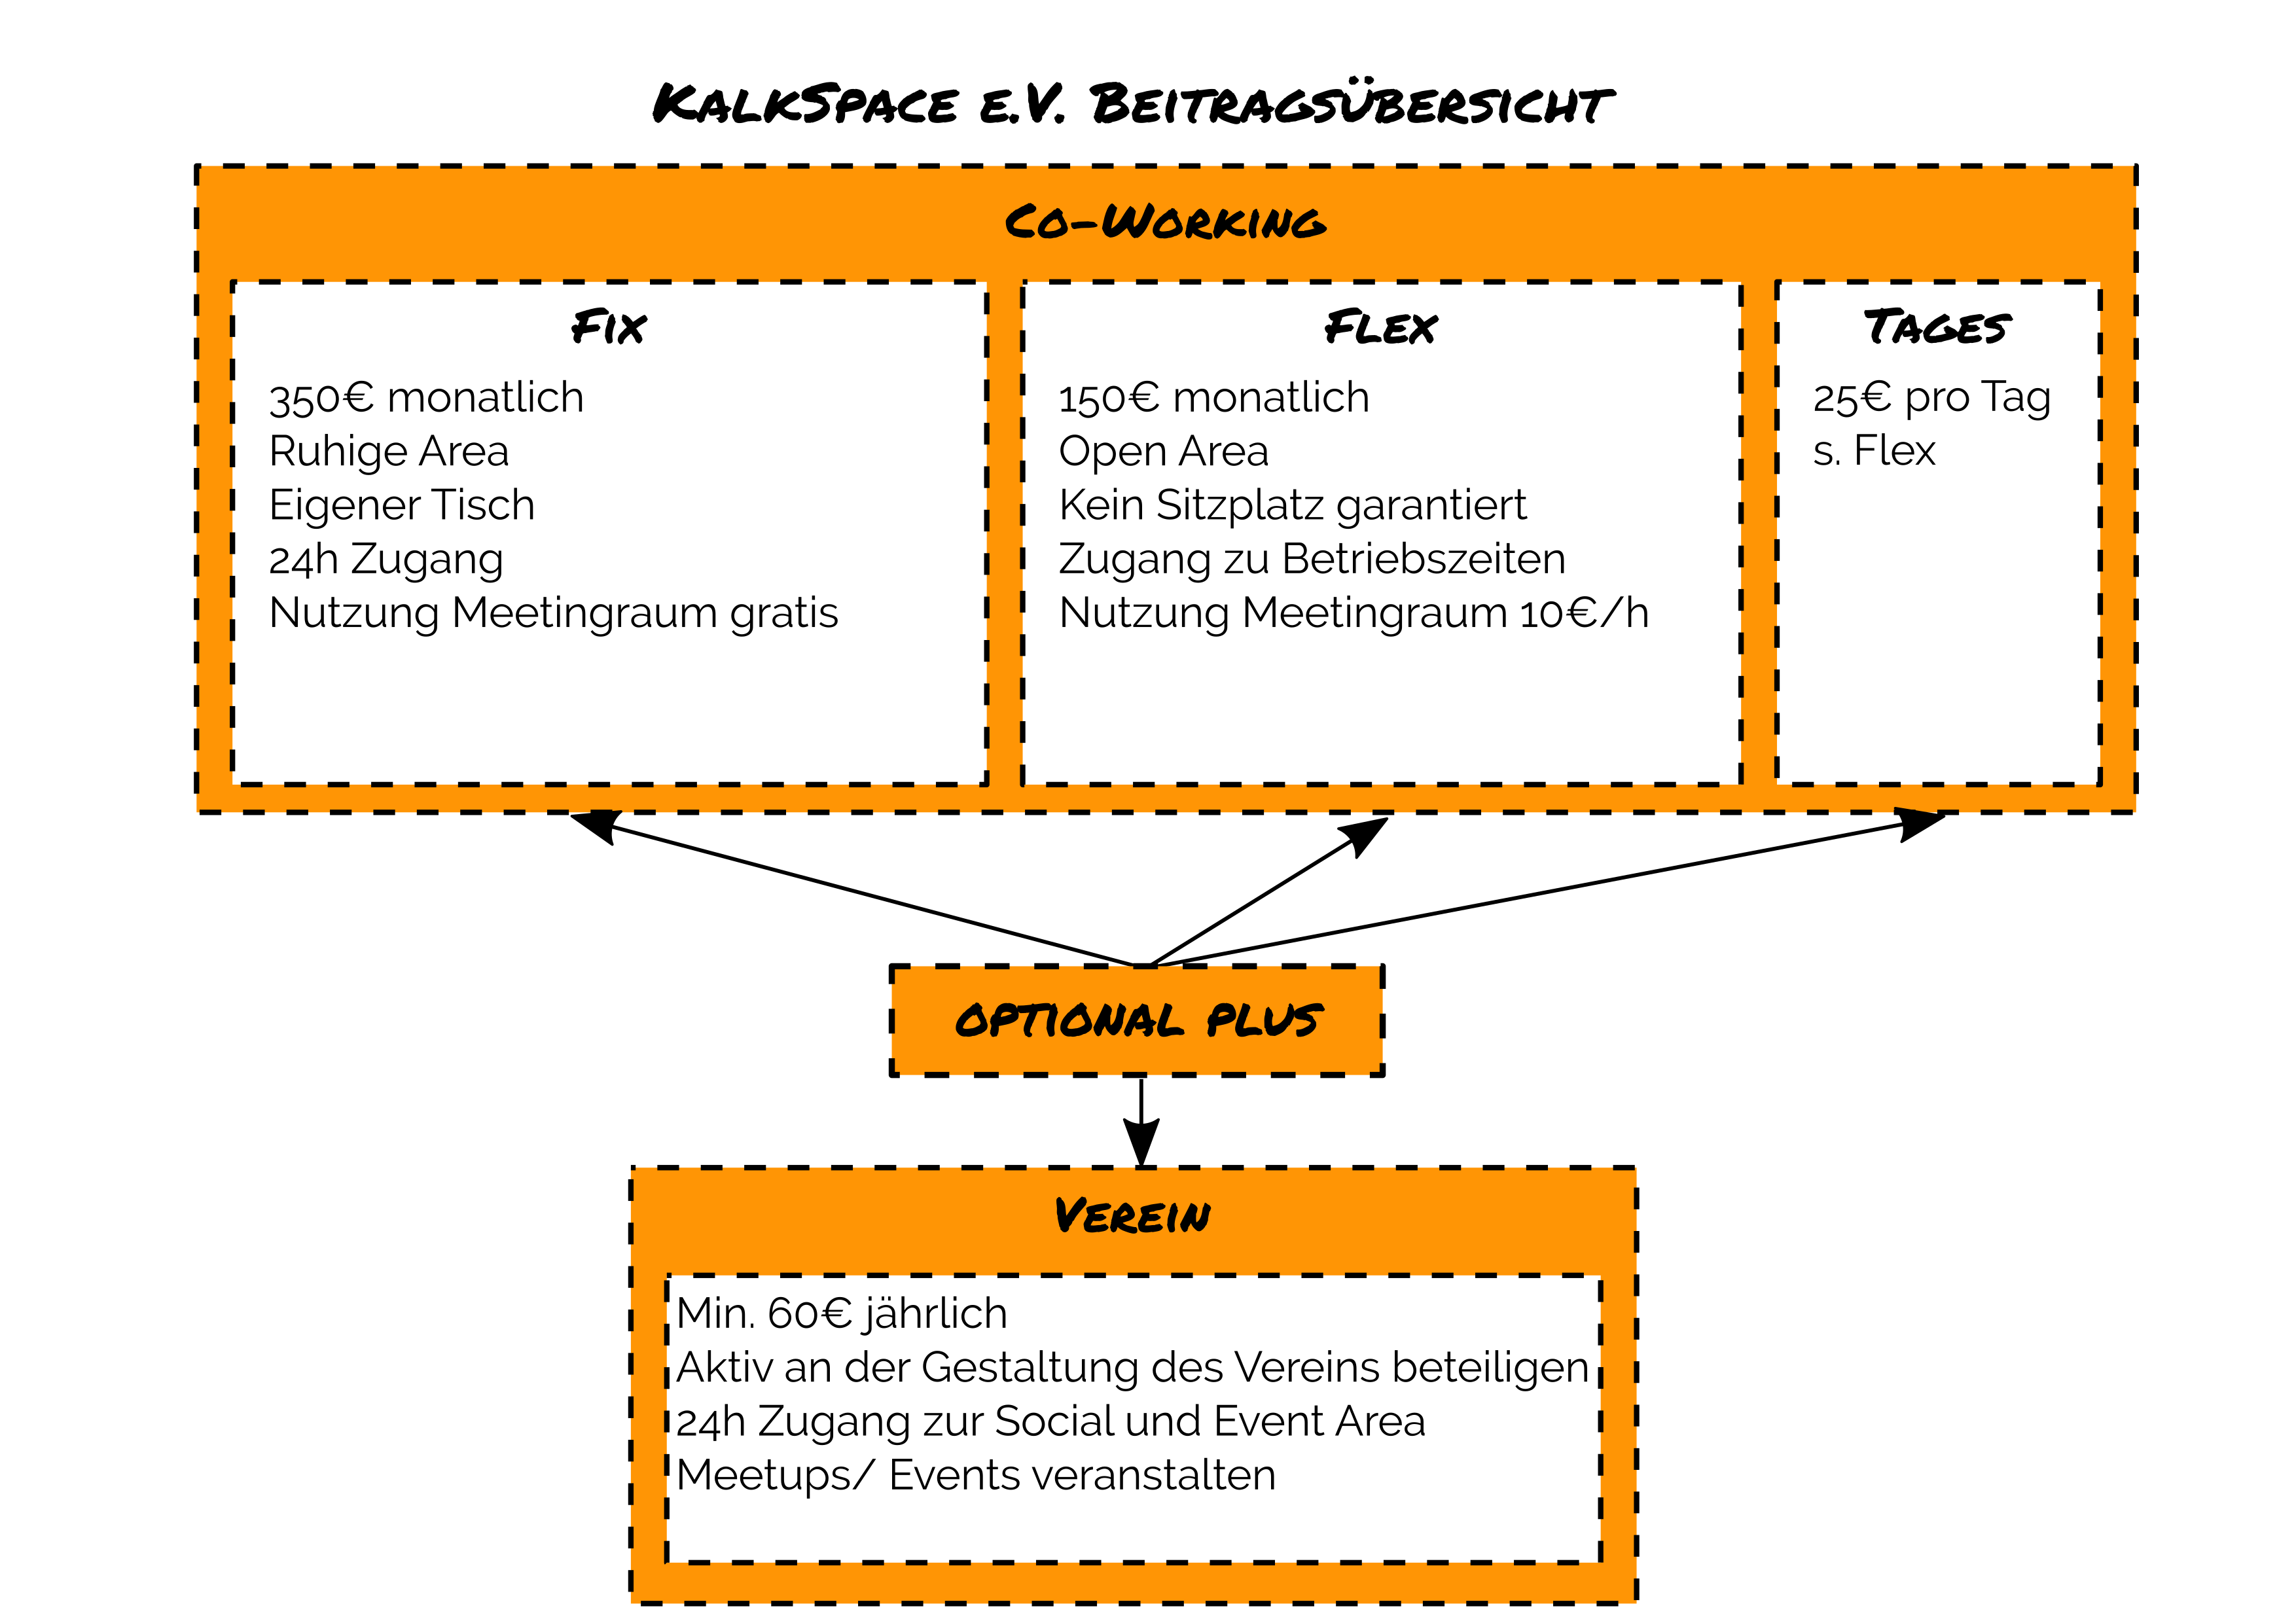 KalkSpace e.V. Beitragsübersicht
Co-Working
Fix
350€ monatlich
Ruhige Area
Eigener Tisch
24h Zugang
Nutzung Meetingraum gratis
Flex
150€ monatlich
Open Area
Kein Sitzplatz garantiert
Zugang zu Betriebszeiten
Nutzung Meetingraum 10€/h
Tages
25€ pro Tag
s. Flex
OPTIONAL PLUS
Verein
Min. 60€ jährlich
Aktiv an der Gestaltung des Vereins beteiligen
24h Zugang zur Social und Event Area
Meetups/ Events veranstalten